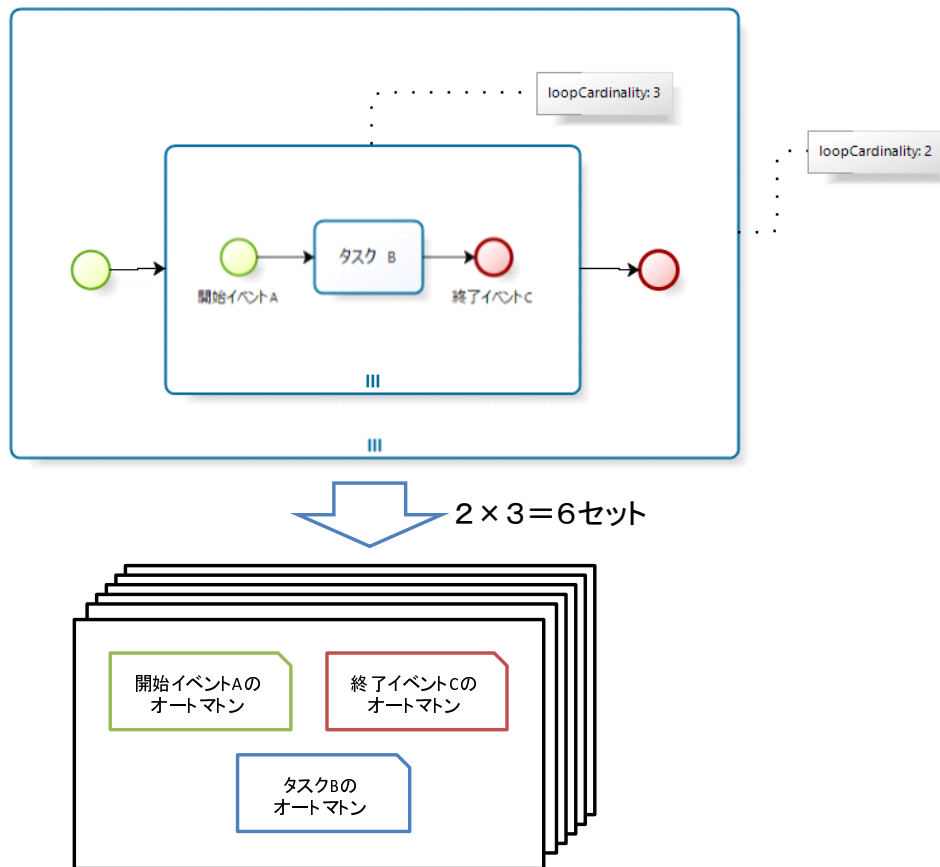 loopCardinality: 3
loopCardinality: 2
タスク B
開始イベントA
終了イベントC
２×３＝６セット
開始イベントAの
オートマトン
終了イベントCの
オートマトン
タスクBの
オートマトン